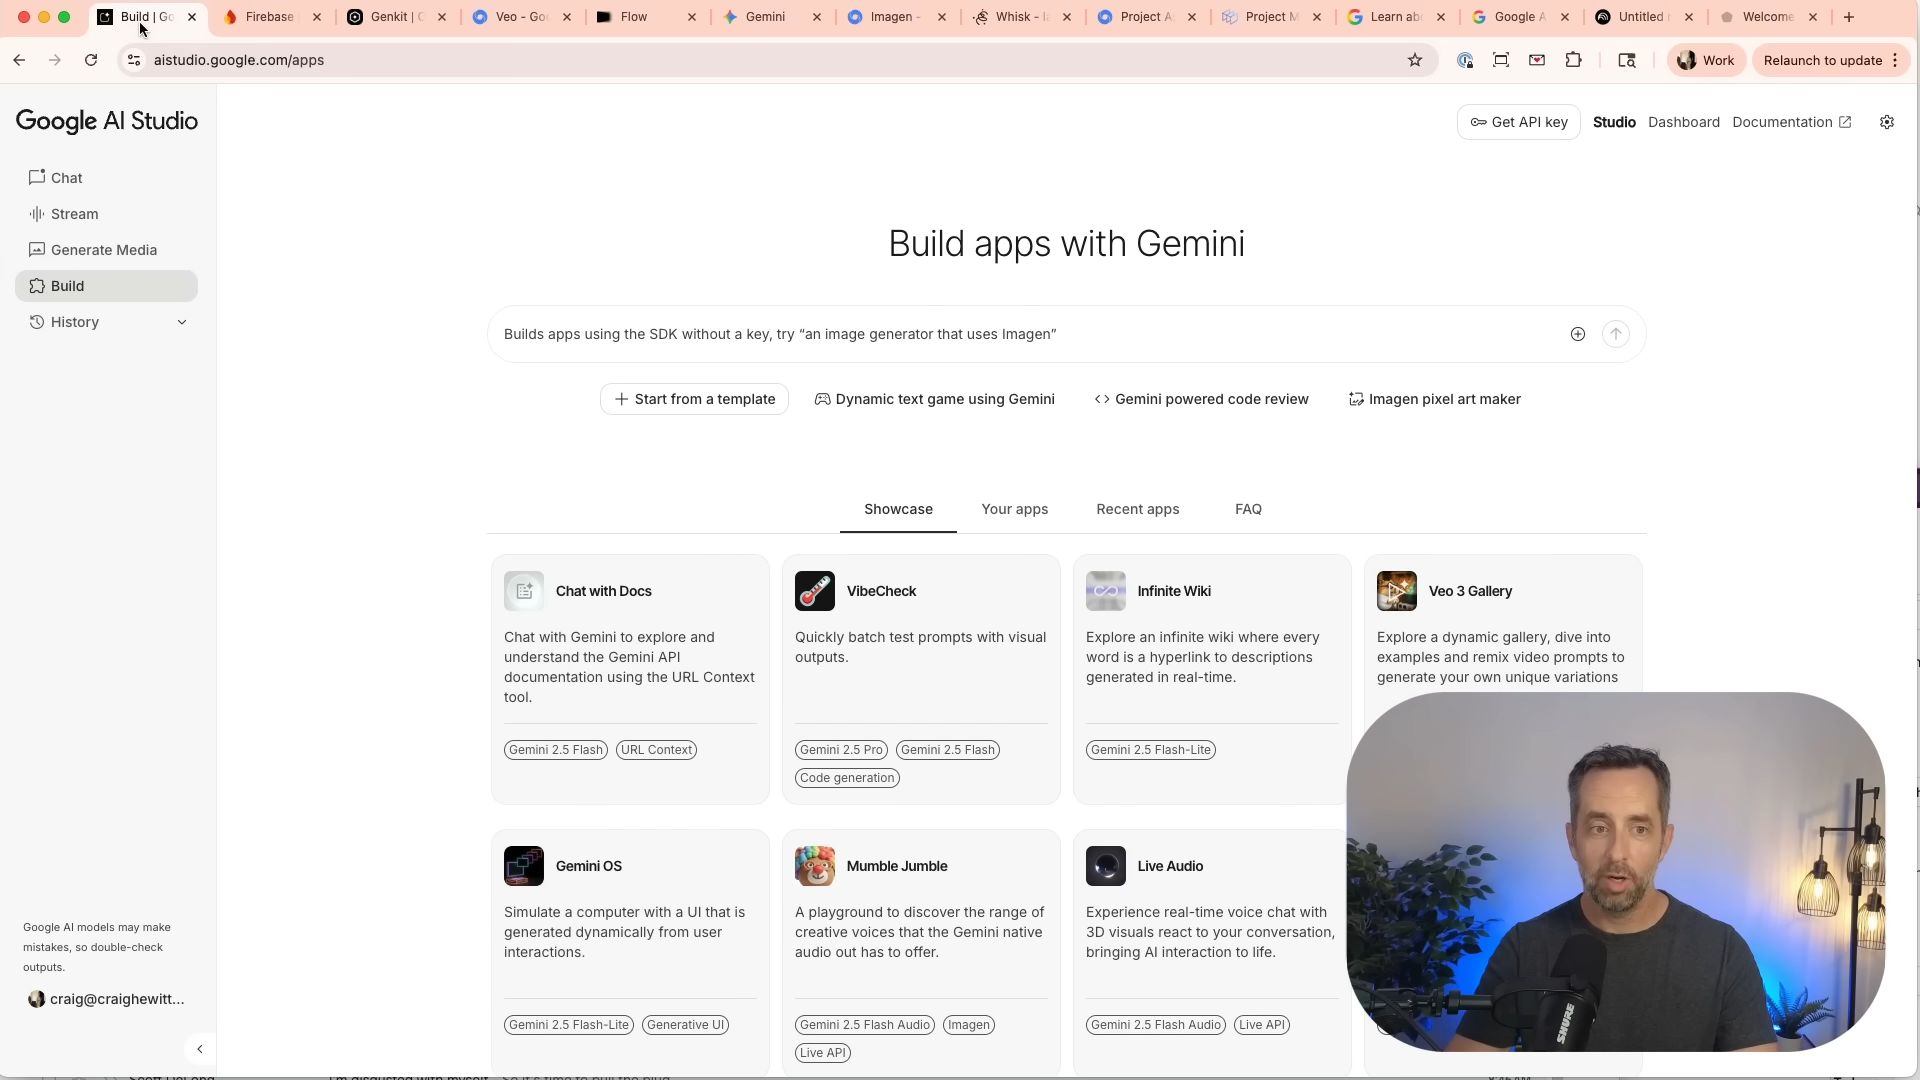 Build | Go
Firebase
Genkit |
Veo - Goo
Flow
Gemini
Imagen -
Whisk -
Project A
Project M
Learn abo
Google A
Untitled
Welcome
aistudio.google.com/apps
Work
Relaunch to update
Google AI Studio
Get API key
Studio
Dashboard
Documentation
Chat
Stream
Generate Media
Build
History
Build apps with Gemini
Builds apps using the SDK without a key, try “an image generator that uses Imagen”
Start from a template
Dynamic text game using Gemini
Gemini powered code review
Imagen pixel art maker
Showcase
Your apps
Recent apps
FAQ
Chat with Docs
Chat with Gemini to explore and
understand the Gemini API
documentation using the URL Context
tool.
Gemini 2.5 Flash
URL Context
VibeCheck
Quickly batch test prompts with visual
outputs.
Gemini 2.5 Pro
Gemini 2.5 Flash
Code generation
Infinite Wiki
Explore an infinite wiki where every
word is a hyperlink to descriptions
generated in real-time.
Gemini 2.5 Flash-Lite
Veo 3 Gallery
Explore a dynamic gallery, dive into
examples and remix video prompts to
generate your own unique variations
Gemini OS
Simulate a computer with a UI that is
generated dynamically from user
interactions.
Gemini 2.5 Flash-Lite
Generative UI
Mumble Jumble
A playground to discover the range of
creative voices that the Gemini native
audio out has to offer.
Gemini 2.5 Flash Audio
Imagen
Live API
Live Audio
Experience real-time voice chat with
3D visuals react to your conversation,
bringing AI interaction to life.
Gemini 2.5 Flash Audio
Live API
SHURE
Google AI models may make
mistakes, so double-check
outputs.
craig@craighewitt...